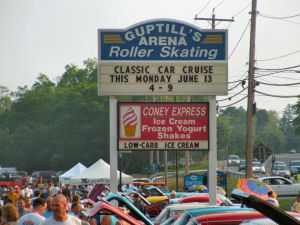 GUPTILL'S
ARENA
Roller Skating
CLASSIC CAR CRUISE
THIS MONDAY JUNE 13
4 - 9
CONEY EXPRESS
Ice Cream
Frozen Yogurt
Shakes
LOW-CARB ICE CREAM